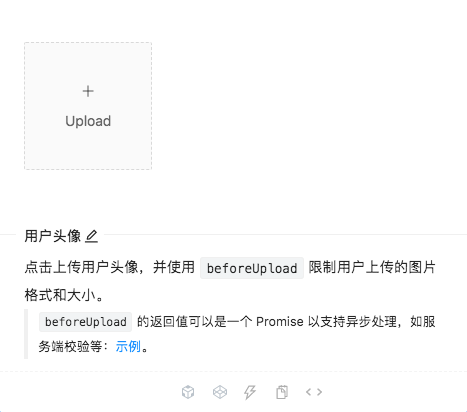 Upload
用户头像
点击上传用户头像，并使用 beforeUpload 限制用户上传的图片
格式和大小。
beforeUpload 的返回值可以是一个 Promise 以支持异步处理，如服
务端校验等：示例。